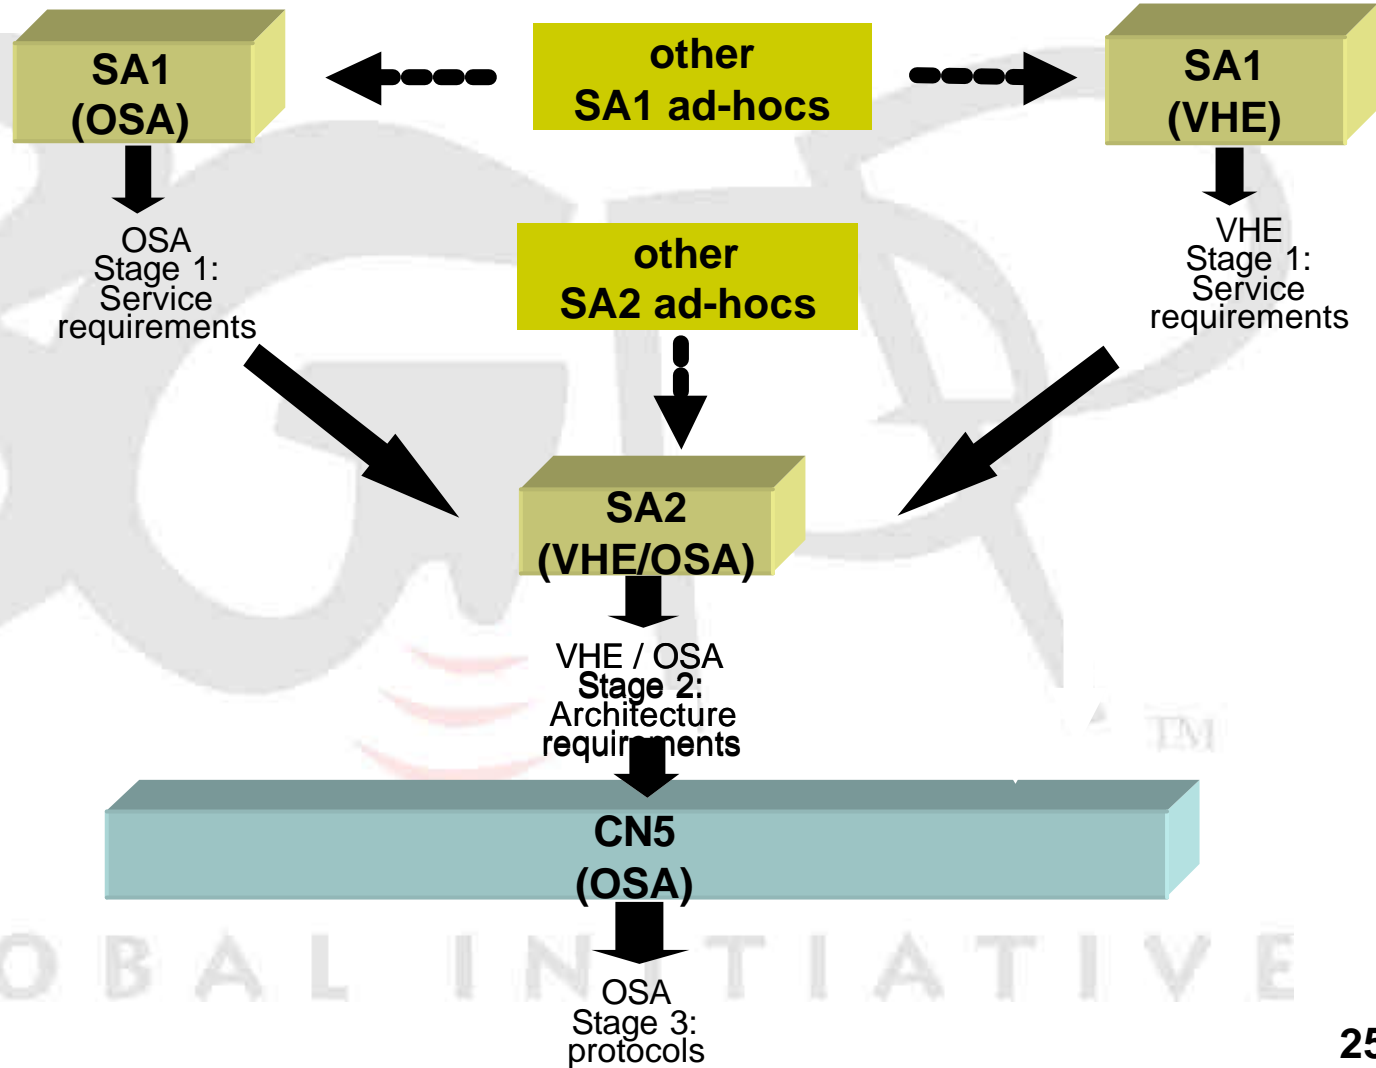 SA1
(OSA)
other
SA1 ad-hocs
SA1
(VHE)
OSA
Stage 1:
Service
requirements
other
SA2 ad-hocs
VHE
Stage 1:
Service
requirements
SA2
(VHE/OSA)
VHE / OSA
Stage 2:
Architecture
requirements
TM
CN5
(OSA)
OBAL INITIATIVE
OSA
Stage 3:
protocols
25